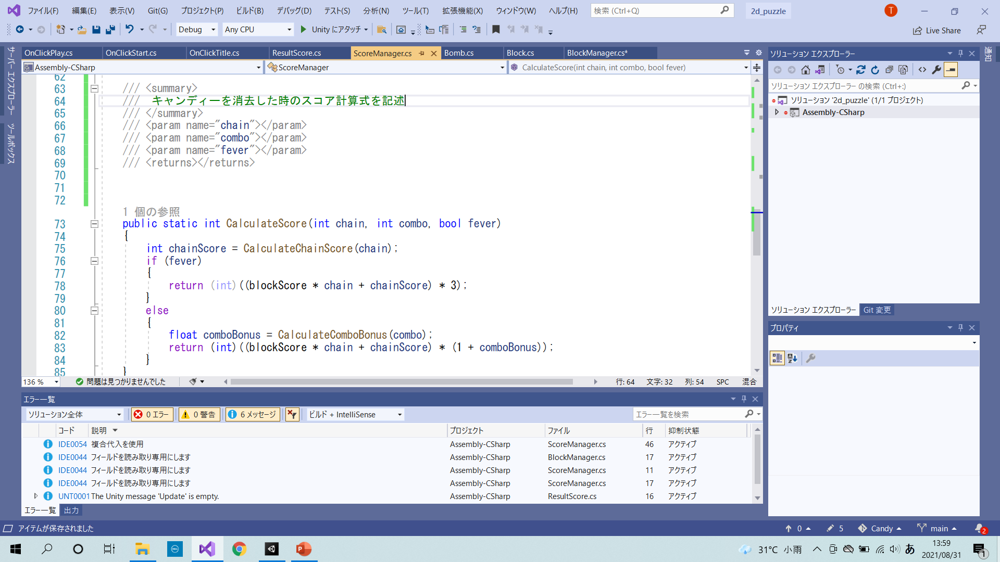 ファイル(F) 編集(E) 表示(V) Git(G) プロジェクト(P) ビルド(B) デバッグ(D) テスト(S) 分析(N) ツール(T) 拡張機能(X) ウィンドウ(W) ヘルプ(H) 検索 (Ctrl+Q) 2d_puzzle T
Debug Any CPU Unity にアタッチ Live Share
サーバー エクスプローラー
ツールボックス
OnClickPlay.cs OnClickStart.cs OnClickTitle.cs ResultScore.cs ScoreManager.cs Bomb.cs Block.cs BlockManager.cs*
Assembly-CSharp ScoreManager CalculateScore(int chain, int combo, bool fever)
62
63 /// <summary>
64 /// キャンディーを消去した時のスコア計算式を記述
65 /// </summary>
66 /// <param name="chain"></param>
67 /// <param name="combo"></param>
68 /// <param name="fever"></param>
69 /// <returns></returns>
70
71
72
1 個の参照
73 public static int CalculateScore(int chain, int combo, bool fever)
74 {
75 int chainScore = CalculateChainScore(chain);
76 if (fever)
77 {
78 return (int)((blockScore * chain + chainScore) * 3);
79 }
80 else
81 {
82 float comboBonus = CalculateComboBonus(combo);
83 return (int)((blockScore * chain + chainScore) * (1 + comboBonus));
84 }
85 }
136 % 問題は見つかりませんでした 行: 64 文字: 32 列: 54 SPC 混合
ソリューション エクスプローラー
ソリューション エクスプローラー の検索 (Ctrl+:)
ソリューション '2d_puzzle' (1/1 プロジェクト)
Assembly-CSharp
ソリューション エクスプローラー Git 変更
プロパティ
通知
エラー一覧
ソリューション全体 0 エラー 0 警告 6 メッセージ ビルド + IntelliSense エラー一覧を検索
コード 説明 プロジェクト ファイル 行 抑制状態
IDE0054 複合代入を使用 Assembly-CSharp ScoreManager.cs 46 アクティブ
IDE0044 フィールドを読み取り専用にします Assembly-CSharp BlockManager.cs 17 アクティブ
IDE0044 フィールドを読み取り専用にします Assembly-CSharp ScoreManager.cs 11 アクティブ
IDE0044 フィールドを読み取り専用にします Assembly-CSharp ScoreManager.cs 17 アクティブ
UNT0001 The Unity message 'Update' is empty. Assembly-CSharp ResultScore.cs 16 アクティブ
エラー一覧 出力
アイテムが保存されました 0 5 Candy main 2
31°C 小雨 あ 13:59
2021/08/31 1